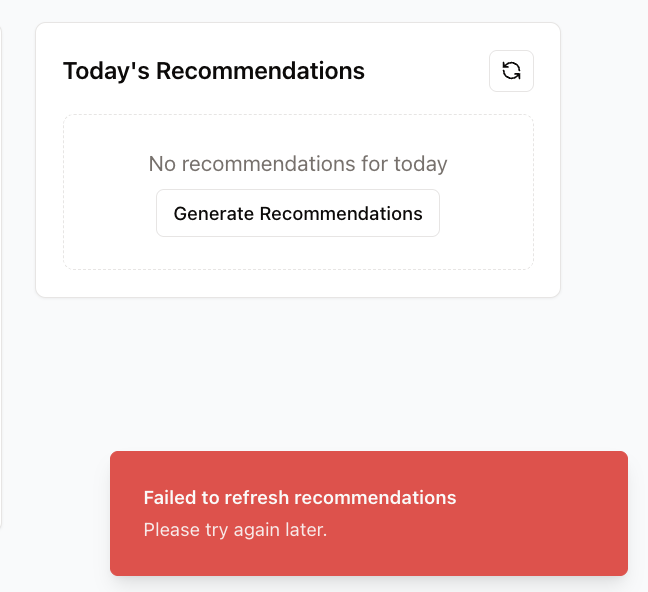 Today's Recommendations
No recommendations for today
Generate Recommendations
Failed to refresh recommendations
Please try again later.